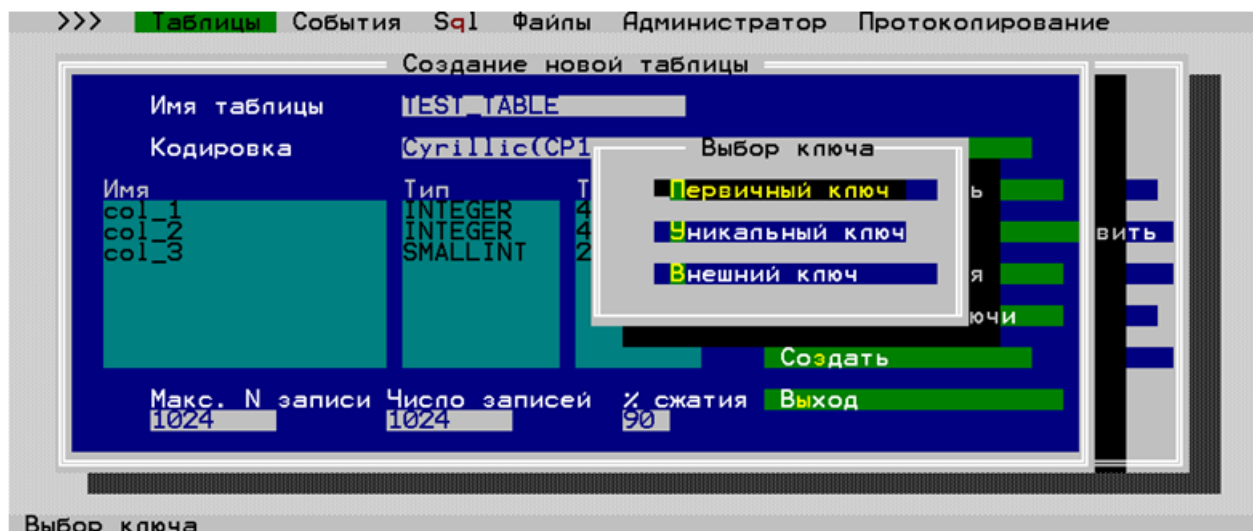 >>> Таблицы События Sql Файлы Администратор Протоколирование
Создание новой таблицы
Имя таблицы TEST_TABLE
Кодировка Cyrillic(CP1
Выбор ключа
Имя Тип Т
Первичный ключ ь
col_1 INTEGER 4
col_2 INTEGER 4
Уникальный ключ вить
col_3 SMALLINT 2
Внешний ключ я
ючи
Создать
Макс. N записи Число записей % сжатия Выход
1024 1024 90
Выбор ключа